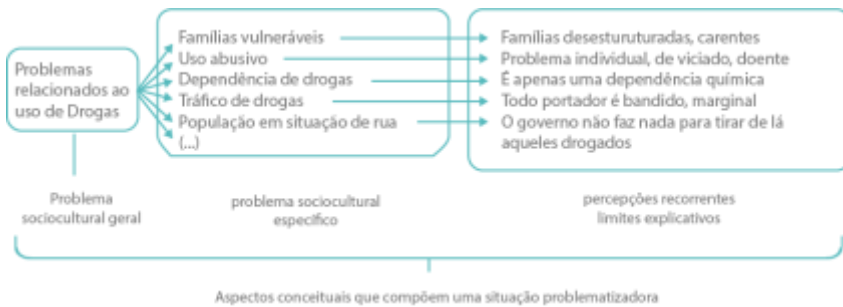 Problemas
relacionados ao
uso de Drogas
Famílias vulneráveis
Uso abusivo
Dependência de drogas
Tráfico de drogas
População em situação de rua
(...)
Famílias desesturuturadas, carentes
Problema individual, de viciado, doente
É apenas uma dependência química
Todo portador é bandido, marginal
O governo não faz nada para tirar de lá
aqueles drogados
Problema
sociocultural geral
problema sociocultural
específico
percepções recorrentes
limites explicativos
Aspectos conceituais que compõem uma situação problematizadora